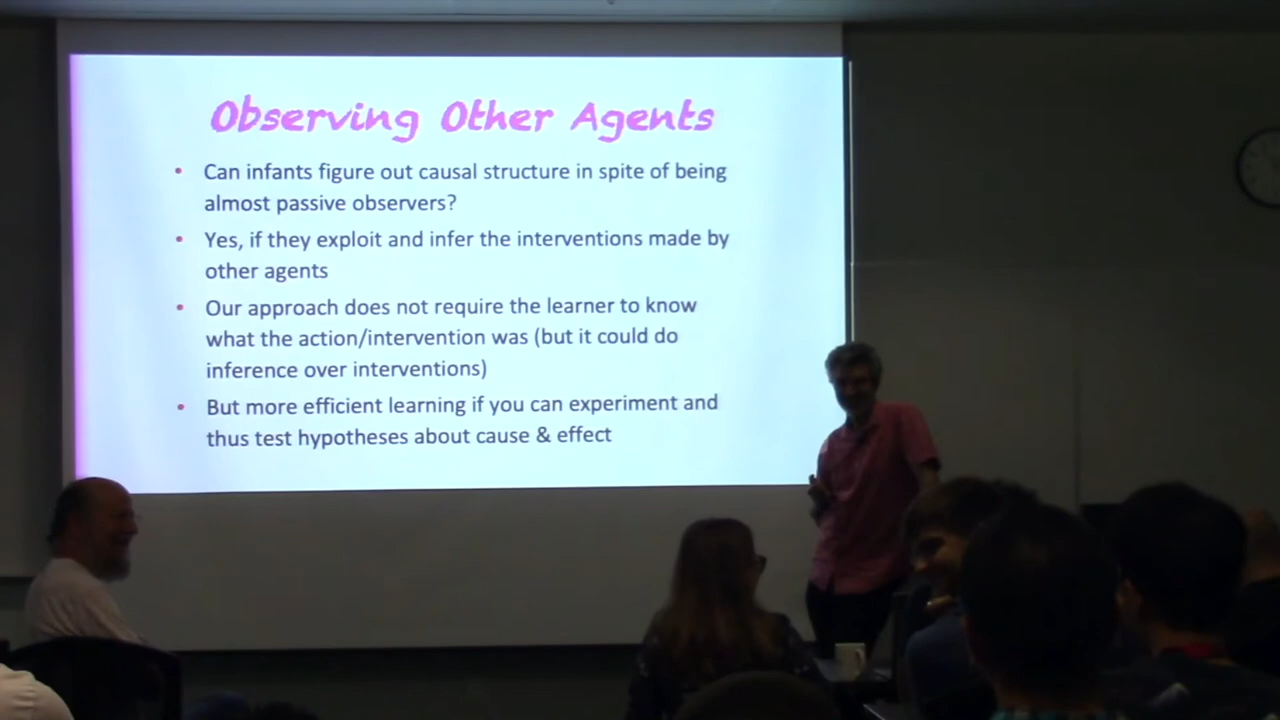 Observing Other Agents
• Can infants figure out causal structure in spite of being
almost passive observers?
• Yes, if they exploit and infer the interventions made by
other agents
• Our approach does not require the learner to know
what the action/intervention was (but it could do
inference over interventions)
• But more efficient learning if you can experiment and
thus test hypotheses about cause & effect